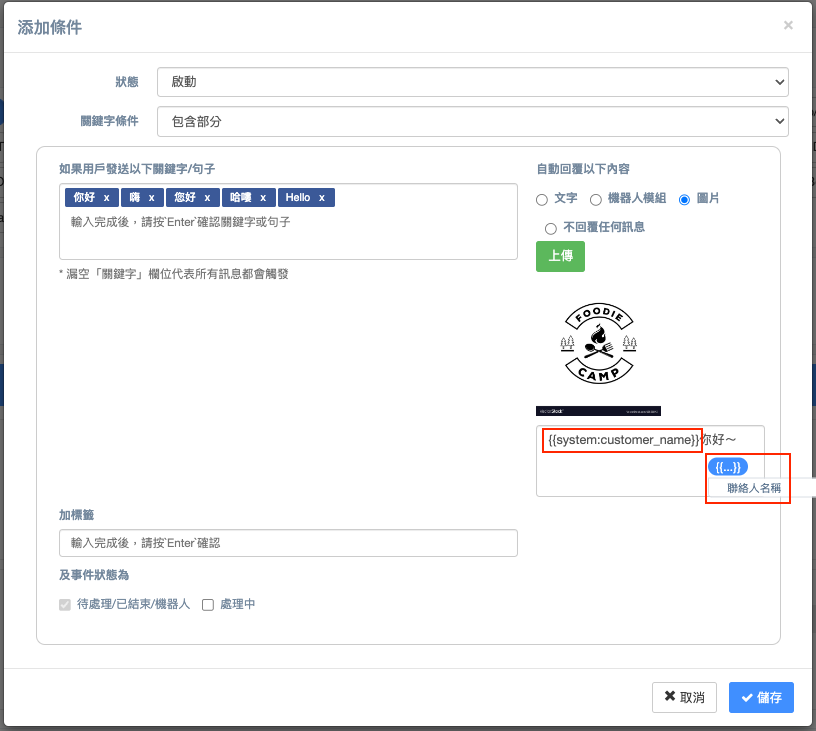 添加條件
×
狀態
啟動
關鍵字條件
包含部分
如果用戶發送以下關鍵字/句子
你好 x 嗨 x 您好 x 哈嘍 x Hello x
輸入完成後，請按`Enter`確認關鍵字或句子
* 漏空「關鍵字」欄位代表所有訊息都會觸發
自動回覆以下內容
文字 機器人模組 圖片
不回覆任何訊息
上傳
FOODIE
CAMP
{{system:customer_name}}你好～
{{...}}
聯絡人名稱
加標籤
輸入完成後，請按`Enter`確認
及事件狀態為
待處理/已結束/機器人 處理中
取消 儲存